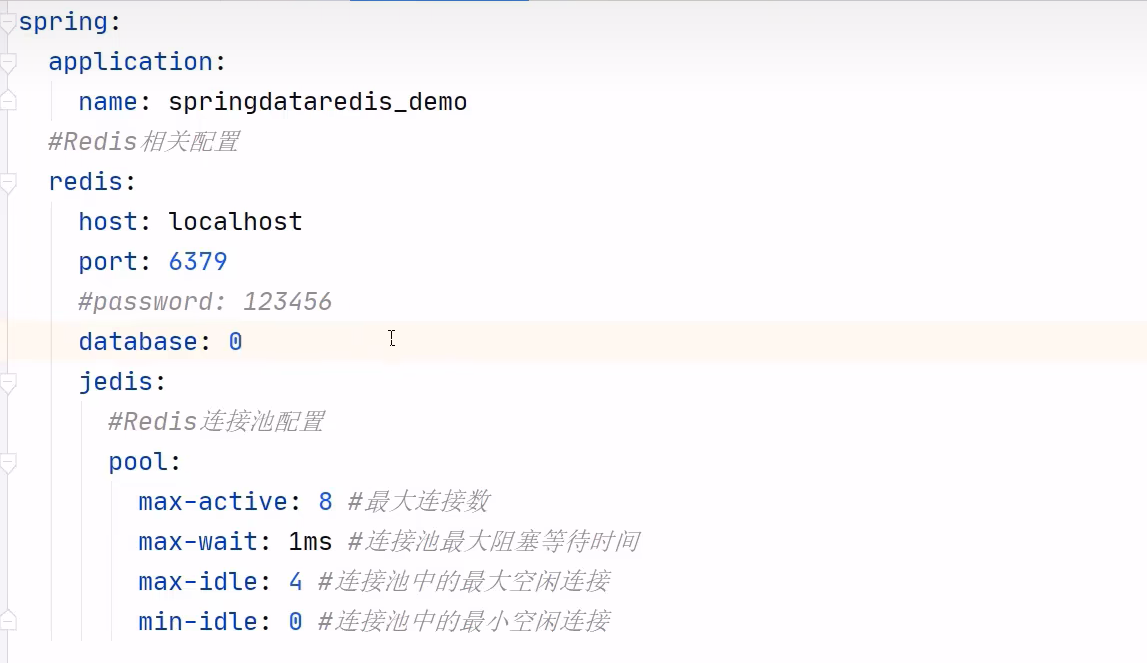 spring:
  application:
    name: springdataredis_demo
  #Redis相关配置
  redis:
    host: localhost
    port: 6379
    #password: 123456
    database: 0
    jedis:
      #Redis连接池配置
      pool:
        max-active: 8 #最大连接数
        max-wait: 1ms #连接池最大阻塞等待时间
        max-idle: 4 #连接池中的最大空闲连接
        min-idle: 0 #连接池中的最小空闲连接